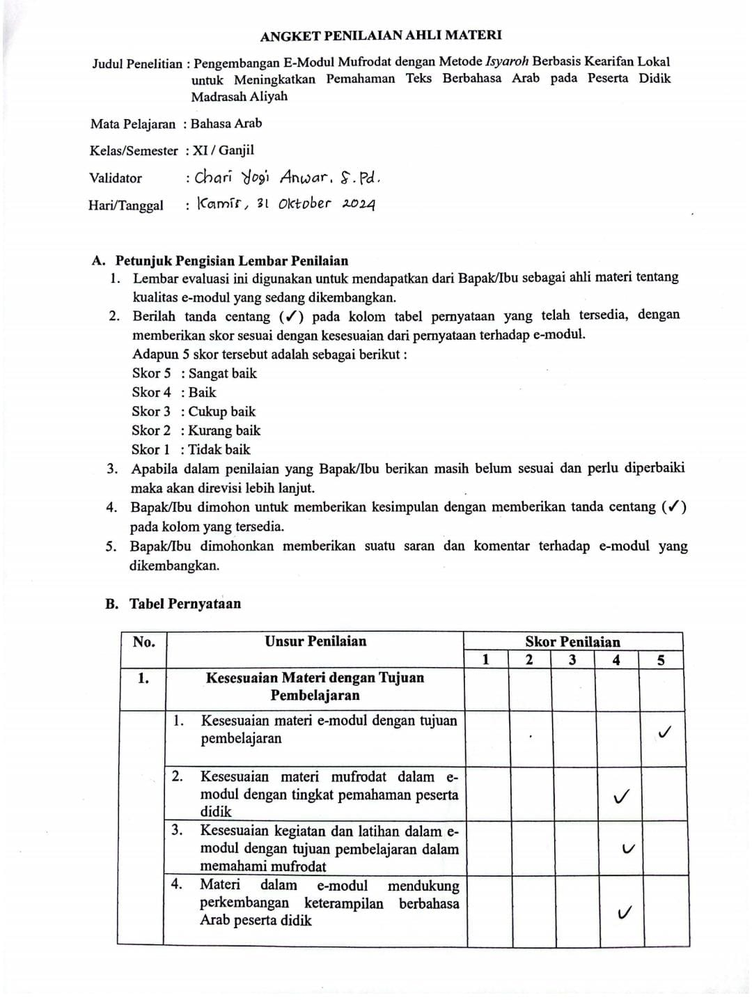 ANGKET PENILAIAN AHLI MATERI
Judul Penelitian : Pengembangan E-Modul Mufrodat dengan Metode Isyaroh Berbasis Kearifan Lokal
untuk Meningkatkan Pemahaman Teks Berbahasa Arab pada Peserta Didik
Madrasah Aliyah
Mata Pelajaran : Bahasa Arab
Kelas/Semester : XI / Ganjil
Validator : Chari Yogi Anwar, S.Pd.
Hari/Tanggal : Kamis, 31 Oktober 2024
A. Petunjuk Pengisian Lembar Penilaian
1. Lembar evaluasi ini digunakan untuk mendapatkan dari Bapak/Ibu sebagai ahli materi tentang
kualitas e-modul yang sedang dikembangkan.
2. Berilah tanda centang (✓) pada kolom tabel pernyataan yang telah tersedia, dengan
memberikan skor sesuai dengan kesesuaian dari pernyataan terhadap e-modul.
Adapun 5 skor tersebut adalah sebagai berikut :
Skor 5 : Sangat baik
Skor 4 : Baik
Skor 3 : Cukup baik
Skor 2 : Kurang baik
Skor 1 : Tidak baik
3. Apabila dalam penilaian yang Bapak/Ibu berikan masih belum sesuai dan perlu diperbaiki
maka akan direvisi lebih lanjut.
4. Bapak/Ibu dimohon untuk memberikan kesimpulan dengan memberikan tanda centang (✓)
pada kolom yang tersedia.
5. Bapak/Ibu dimohonkan memberikan suatu saran dan komentar terhadap e-modul yang
dikembangkan.
B. Tabel Pernyataan
No. Unsur Penilaian Skor Penilaian
1 2 3 4 5
1. Kesesuaian Materi dengan Tujuan
Pembelajaran
1. Kesesuaian materi e-modul dengan tujuan
pembelajaran ✓
2. Kesesuaian materi mufrodat dalam e-
modul dengan tingkat pemahaman peserta ✓
didik
3. Kesesuaian kegiatan dan latihan dalam e-
modul dengan tujuan pembelajaran dalam ✓
memahami mufrodat
4. Materi dalam e-modul mendukung
perkembangan keterampilan berbahasa ✓
Arab peserta didik